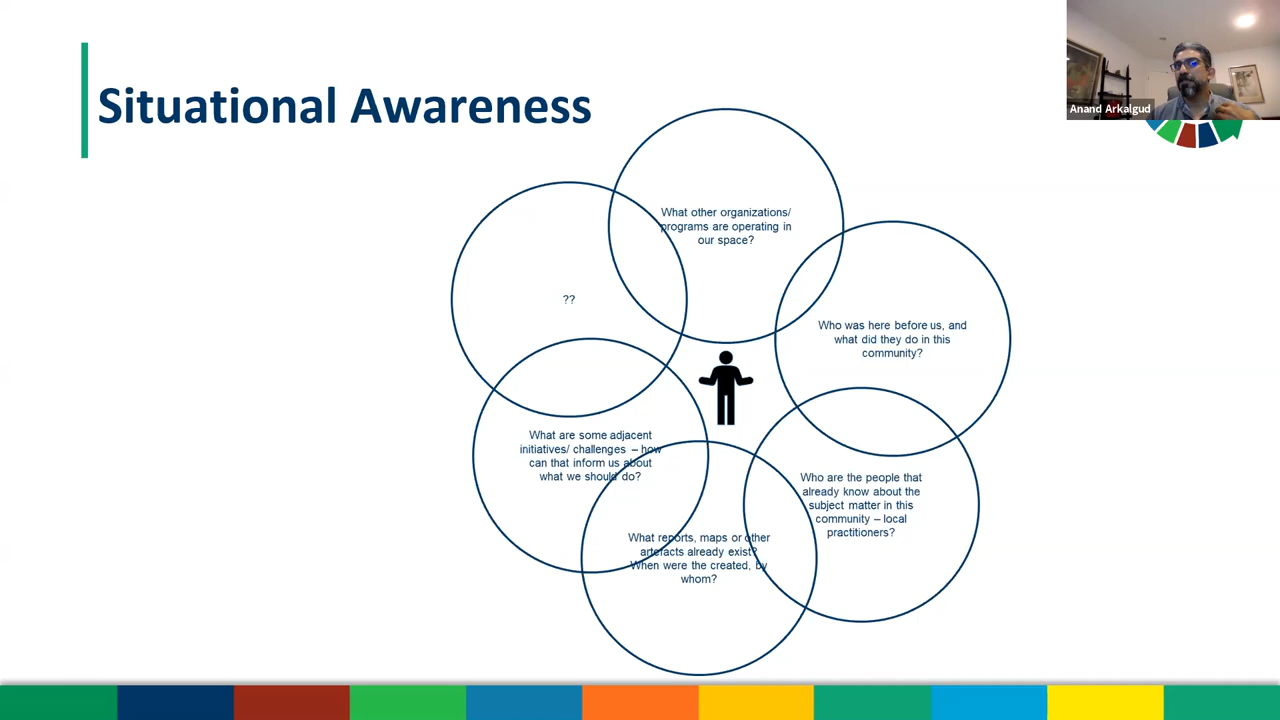 Situational Awareness
Anand Arkalgud
What other organizations/
programs are operating in
our space?
Who was here before us, and
what did they do in this
community?
Who are the people that
already know about the
subject matter in this
community – local
practitioners?
What reports, maps or other
artefacts already exist?
When were the created, by
whom?
What are some adjacent
initiatives/ challenges – how
can that inform us about
what we should do?
??